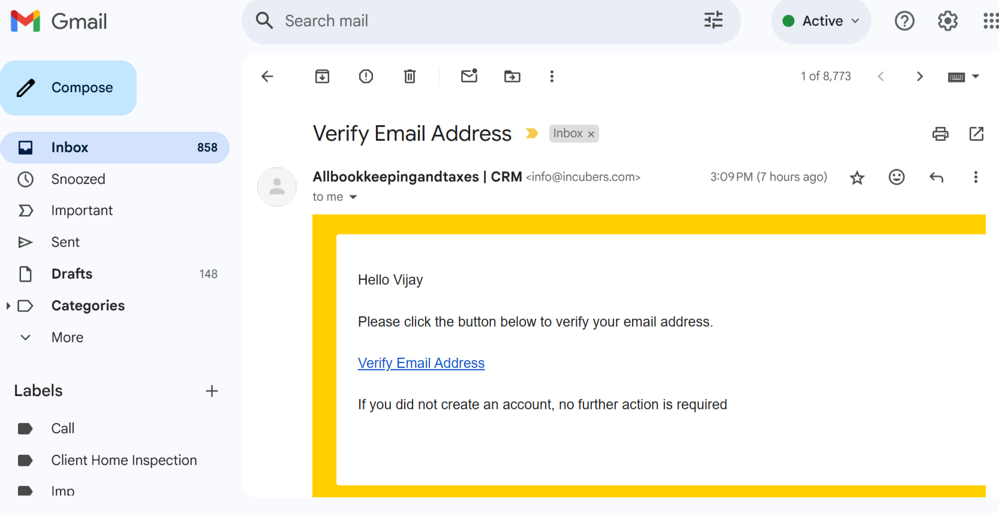 Gmail
Search mail
Active
Compose
1 of 8,773
Inbox 858
Snoozed
Important
Sent
Drafts 148
Categories
More
Labels
Call
Client Home Inspection
Imp
Verify Email Address Inbox ×
Allbookkeepingandtaxes | CRM <info@incubers.com> 3:09 PM (7 hours ago)
to me
Hello Vijay
Please click the button below to verify your email address.
Verify Email Address
If you did not create an account, no further action is required